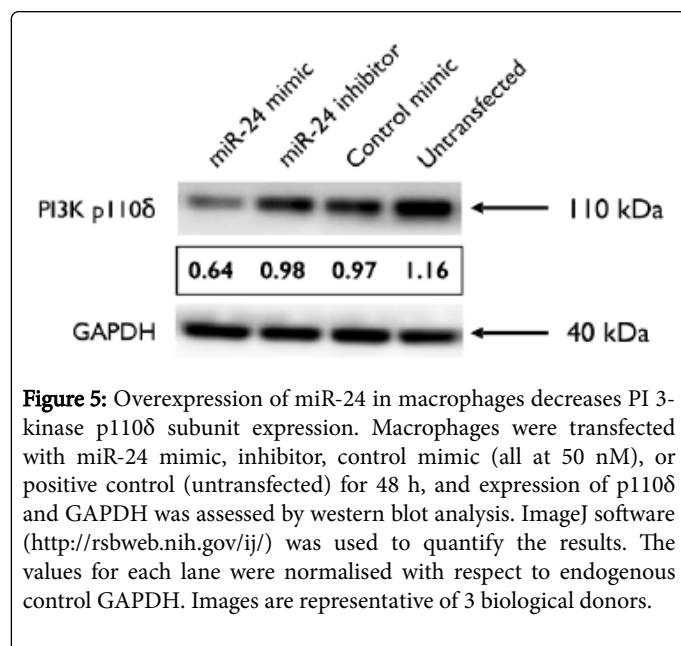 miR-24 mimic
miR-24 inhibitor
Control mimic
Untransfected
PI3K p110δ
110 kDa
0.64 0.98 0.97 1.16
GAPDH
40 kDa
Figure 5: Overexpression of miR-24 in macrophages decreases PI 3-
kinase p110δ subunit expression. Macrophages were transfected
with miR-24 mimic, inhibitor, control mimic (all at 50 nM), or
positive control (untransfected) for 48 h, and expression of p110δ
and GAPDH was assessed by western blot analysis. ImageJ software
(http://rsbweb.nih.gov/ij/) was used to quantify the results. The
values for each lane were normalised with respect to endogenous
control GAPDH. Images are representative of 3 biological donors.